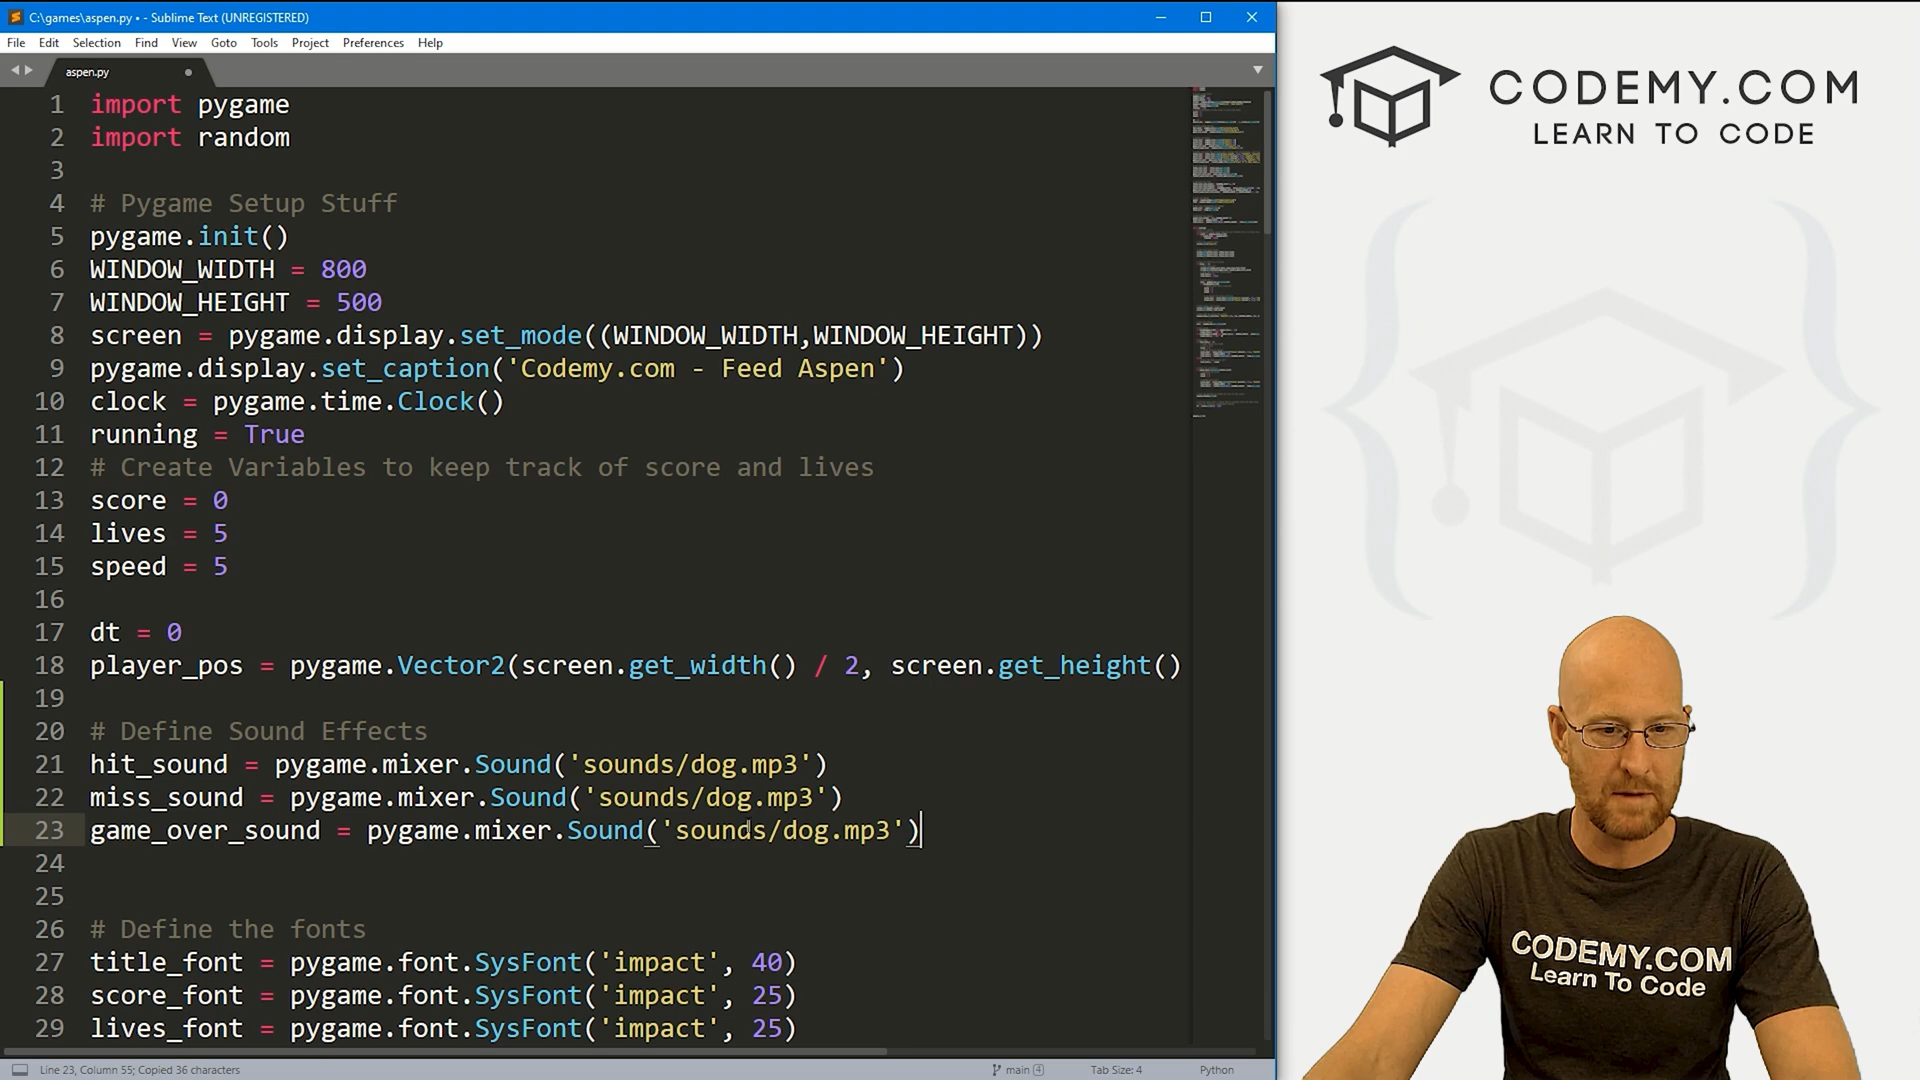 C:\games\aspen.py • - Sublime Text (UNREGISTERED)
File Edit Selection Find View Goto Tools Project Preferences Help
aspen.py
1 import pygame
2 import random
3
4 # Pygame Setup Stuff
5 pygame.init()
6 WINDOW_WIDTH = 800
7 WINDOW_HEIGHT = 500
8 screen = pygame.display.set_mode((WINDOW_WIDTH,WINDOW_HEIGHT))
9 pygame.display.set_caption('Codemy.com - Feed Aspen')
10 clock = pygame.time.Clock()
11 running = True
12 # Create Variables to keep track of score and lives
13 score = 0
14 lives = 5
15 speed = 5
16
17 dt = 0
18 player_pos = pygame.Vector2(screen.get_width() / 2, screen.get_height()
19
20 # Define Sound Effects
21 hit_sound = pygame.mixer.Sound('sounds/dog.mp3')
22 miss_sound = pygame.mixer.Sound('sounds/dog.mp3')
23 game_over_sound = pygame.mixer.Sound('sounds/dog.mp3')
24
25
26 # Define the fonts
27 title_font = pygame.font.SysFont('impact', 40)
28 score_font = pygame.font.SysFont('impact', 25)
29 lives_font = pygame.font.SysFont('impact', 25)
Line 23, Column 55; Copied 36 characters
main 4
Tab Size: 4
Python
CODEMY.COM
LEARN TO CODE
CODEMY.COM
Learn To Code